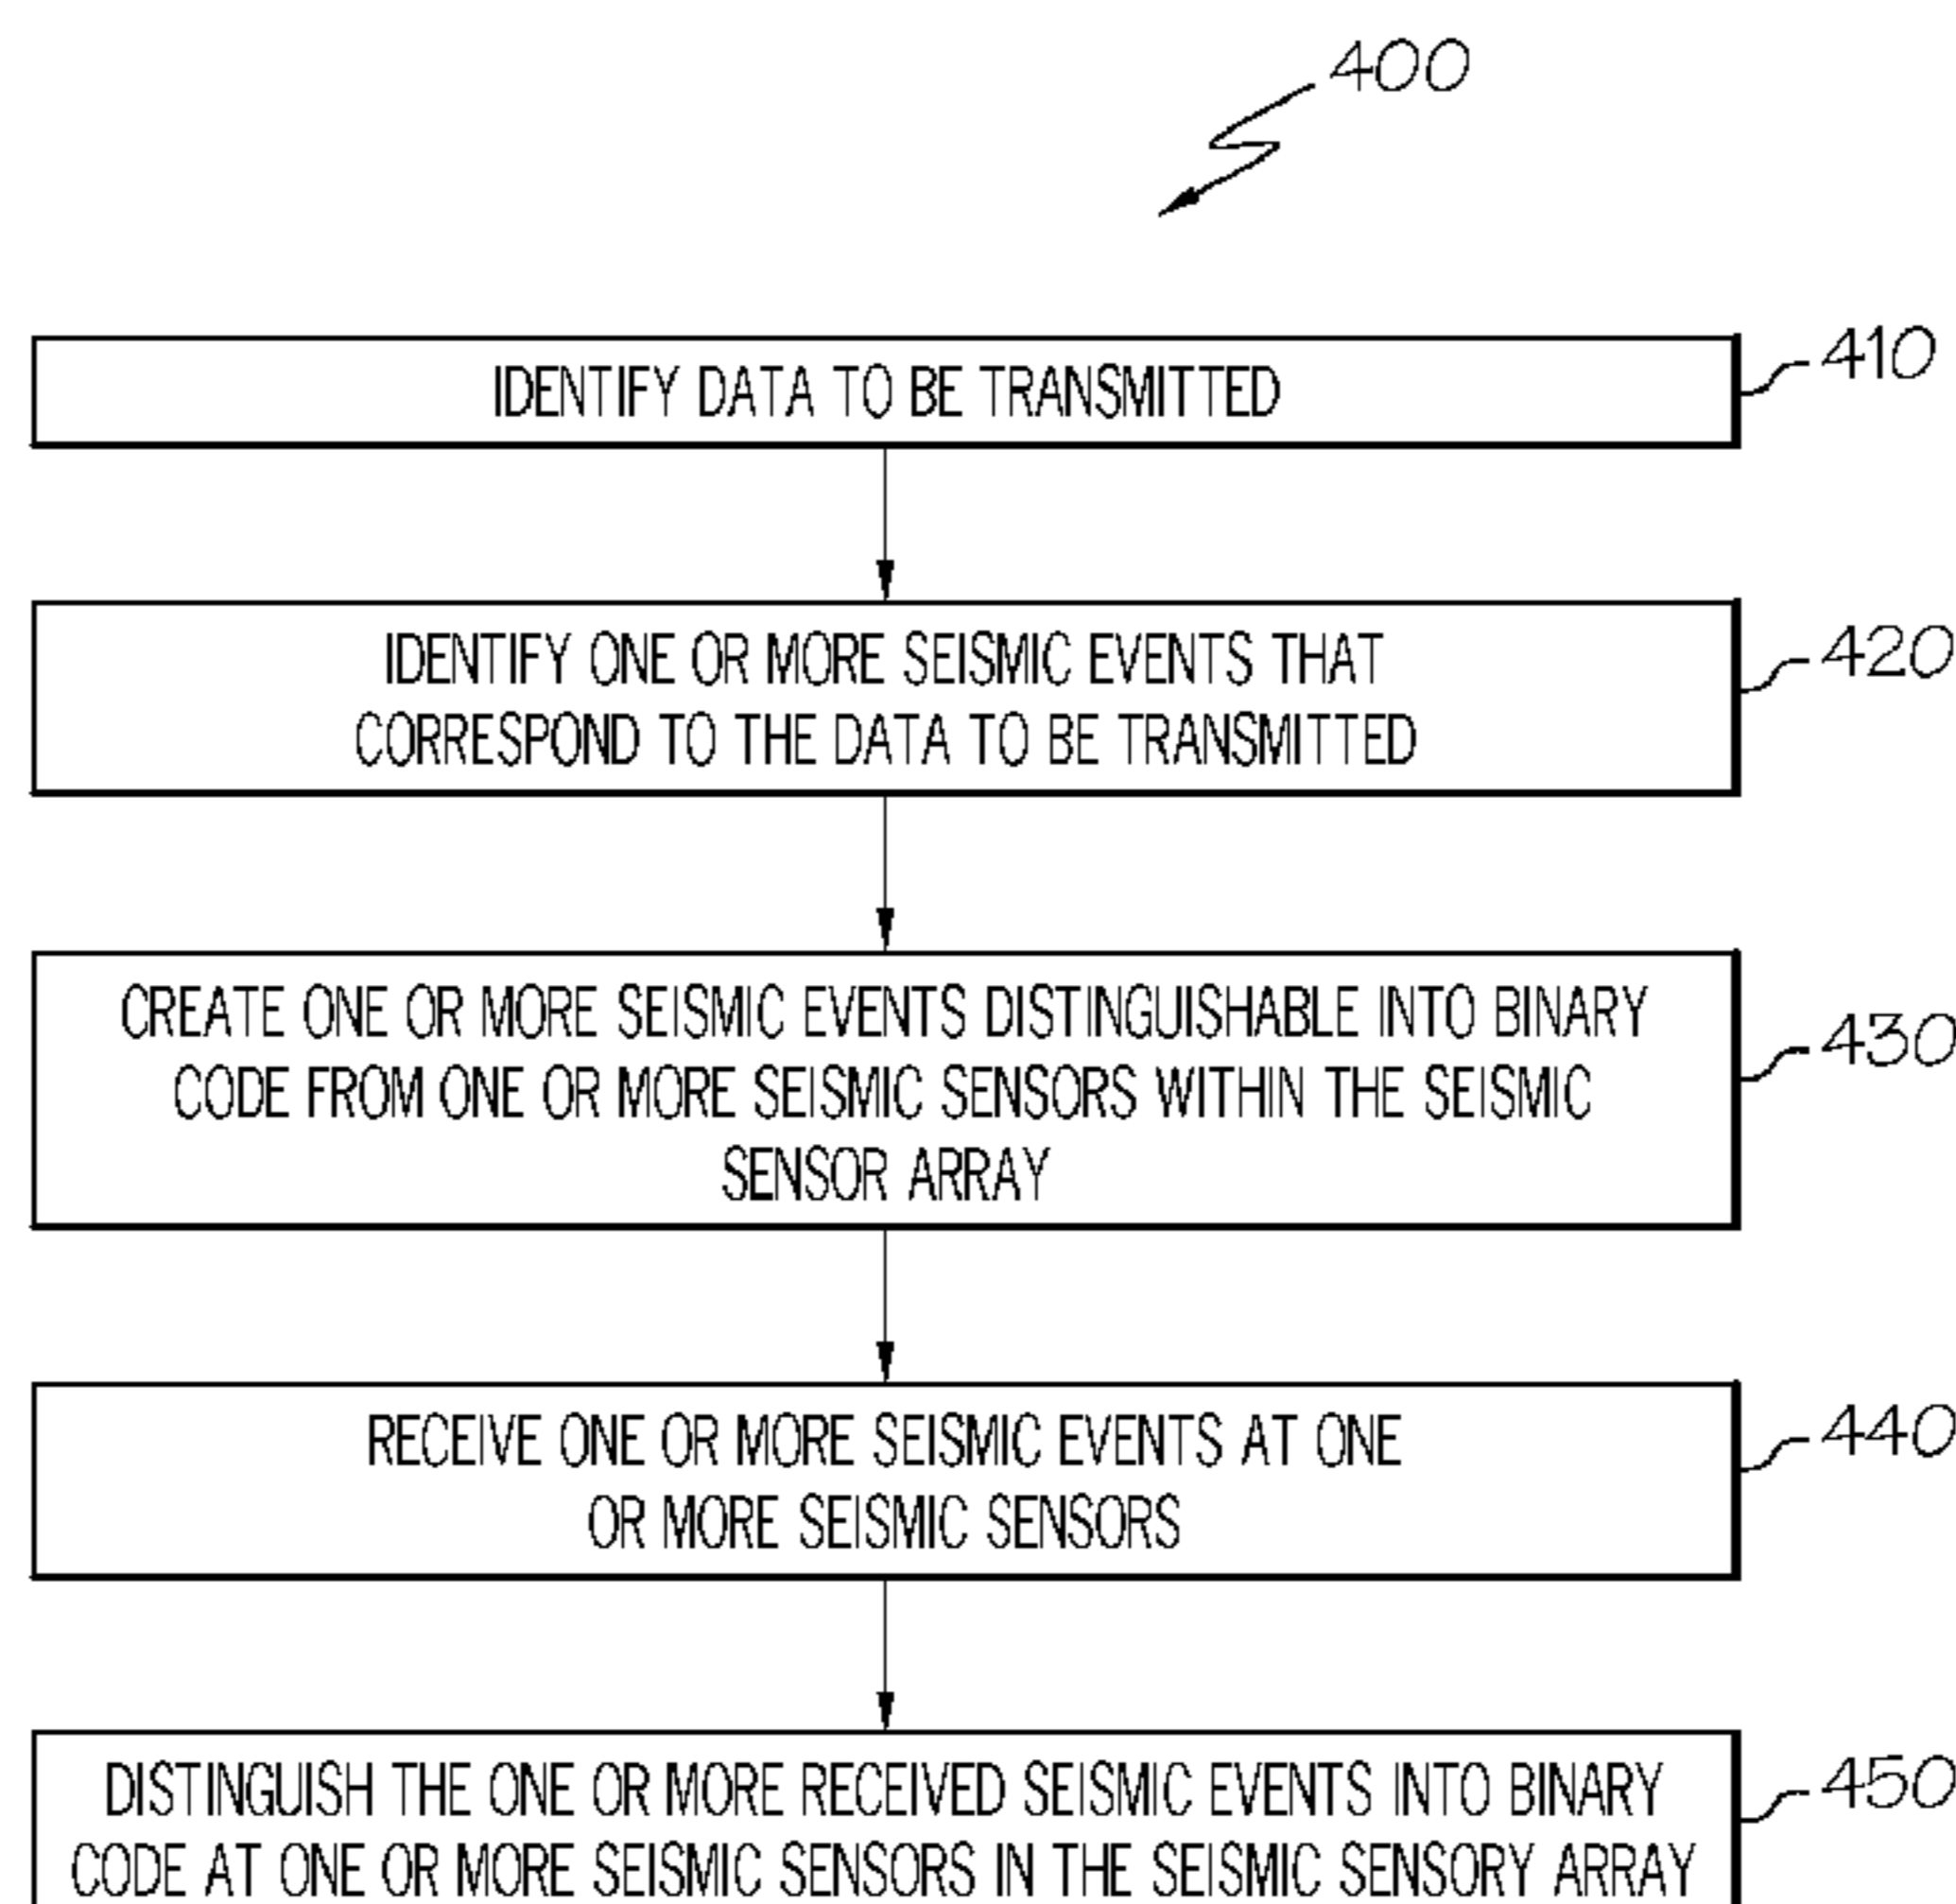 400
IDENTIFY DATA TO BE TRANSMITTED
410
IDENTIFY ONE OR MORE SEISMIC EVENTS THAT
CORRESPOND TO THE DATA TO BE TRANSMITTED
420
CREATE ONE OR MORE SEISMIC EVENTS DISTINGUISHABLE INTO BINARY
CODE FROM ONE OR MORE SEISMIC SENSORS WITHIN THE SEISMIC
SENSOR ARRAY
430
RECEIVE ONE OR MORE SEISMIC EVENTS AT ONE
OR MORE SEISMIC SENSORS
440
DISTINGUISH THE ONE OR MORE RECEIVED SEISMIC EVENTS INTO BINARY
CODE AT ONE OR MORE SEISMIC SENSORS IN THE SEISMIC SENSORY ARRAY
450